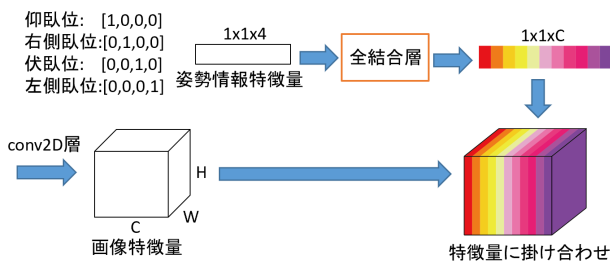 仰臥位: [1,0,0,0]
右側臥位:[0,1,0,0]
伏臥位: [0,0,1,0]
左側臥位:[0,0,0,1]
1x1x4
姿勢情報特徴量
全結合層
1x1xC
conv2D層
H
W
C
画像特徴量
特徴量に掛け合わせ